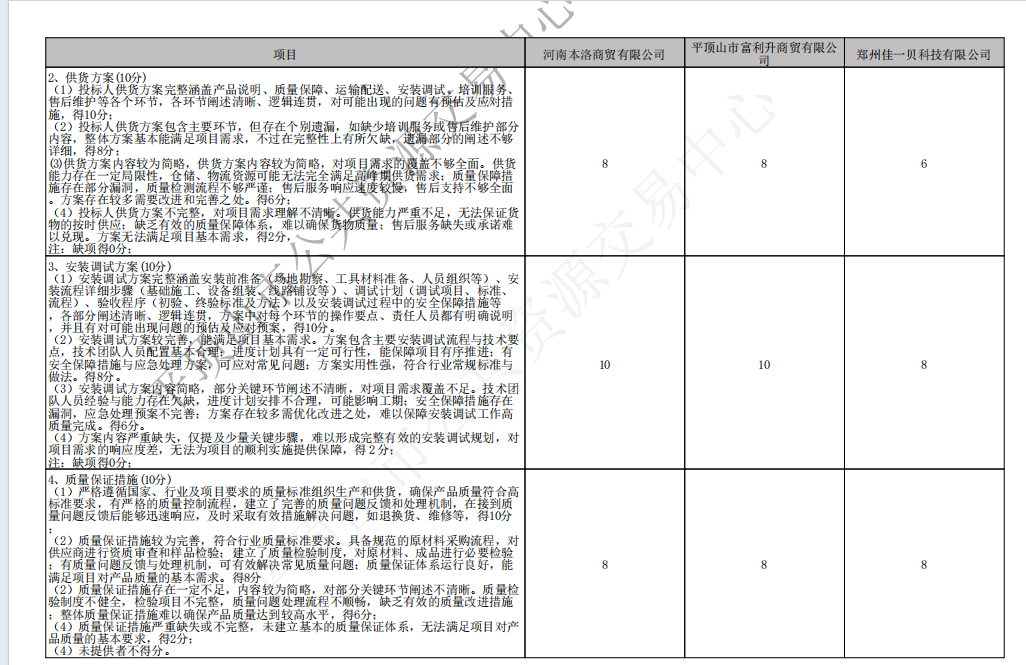 项目
河南本洛商贸有限公司
平顶山市富利升商贸有限公
司
郑州佳一贝科技有限公司
2、供货方案(10分)
（1）投标人供货方案完整涵盖产品说明、质量保障、运输配送、安装调试、培训服务、
售后维护等各个环节，各环节阐述清晰、逻辑连贯，对可能出现的问题有预估及应对措
施，得10分；
（2）投标人供货方案包含主要环节，但存在个别遗漏，如缺少培训服务或售后维护部分
内容，整体方案基本能满足项目需求，不过在完整性上有所欠缺，遗漏部分的阐述不够
详细，得8分；
⑶供货方案内容较为简略，供货方案内容较为简略，对项目需求的覆盖不够全面。供货
能力存在一定局限性，仓储、物流资源可能无法完全满足高峰期供货需求；质量保障措
施存在部分漏洞，质量检测流程不够严谨；售后服务响应速度较慢，售后支持不够全面
。方案存在较多需要改进和完善之处。得6分；
（4）投标人供货方案不完整，对项目需求理解不清晰。供货能力严重不足，无法保证货
物的按时供应；缺乏有效的质量保障体系，难以确保货物质量；售后服务缺失或承诺难
以兑现。方案无法满足项目基本需求，得2分，
注：缺项得0分；
8
8
6
3、安装调试方案(10分)
（1）安装调试方案完整涵盖安装前准备（场地勘察、工具材料准备、人员组织等）、安
装流程详细步骤（基础施工、设备组装、线路铺设等）、调试计划（调试项目、标准、
流程）、验收程序（初验、终验标准及方法）以及安装调试过程中的安全保障措施等
，各部分阐述清晰、逻辑连贯，方案中对每个环节的操作要点、责任人员都有明确说明
，并且有对可能出现问题的预估及应对预案，得10分。
（2）安装调试方案较完善，能满足项目基本需求。方案包含主要安装调试流程与技术要
点，技术团队人员配置基本合理；进度计划具有一定可行性，能保障项目有序推进；有
安全保障措施与应急处理方案，可应对常见问题；方案实用性强，符合行业常规标准与
做法。得8分。
（3）安装调试方案内容简略，部分关键环节阐述不清晰，对项目需求覆盖不足。技术团
队人员经验与能力存在欠缺，进度计划安排不合理，可能影响工期；安全保障措施存在
漏洞，应急处理预案不完善；方案存在较多需优化改进之处，难以保障安装调试工作高
质量完成。得6分。
（4）方案内容严重缺失，仅提及少量关键步骤，难以形成完整有效的安装调试规划，对
项目需求的响应度差，无法为项目的顺利实施提供保障，得２分；
注：缺项得0分；
10
10
8
4、质量保证措施(10分)
（1）严格遵循国家、行业及项目要求的质量标准组织生产和供货，确保产品质量符合高
标准要求，有严格的质量控制流程，建立了完善的质量问题反馈和处理机制，在接到质
量问题反馈后能够迅速响应，及时采取有效措施解决问题，如退换货、维修等，得10分
；
（2）质量保证措施较为完善，符合行业质量标准要求。具备规范的原材料采购流程，对
供应商进行资质审查和样品检验；建立了质量检验制度，对原材料、成品进行必要检验
；有质量问题反馈与处理机制，可有效解决常见质量问题；质量保证体系运行良好，能
满足项目对产品质量的基本需求。得8分
（2）质量保证措施存在一定不足，内容较为简略，对部分关键环节阐述不清晰。质量检
验制度不健全，检验项目不完整，质量问题处理流程不顺畅，缺乏有效的质量改进措施
；整体质量保证措施难以确保产品质量达到较高水平，得6分；
（4）质量保证措施严重缺失或不完整，未建立基本的质量保证体系，无法满足项目对产
品质量的基本要求，得2分；
（4）未提供者不得分。
8
8
8